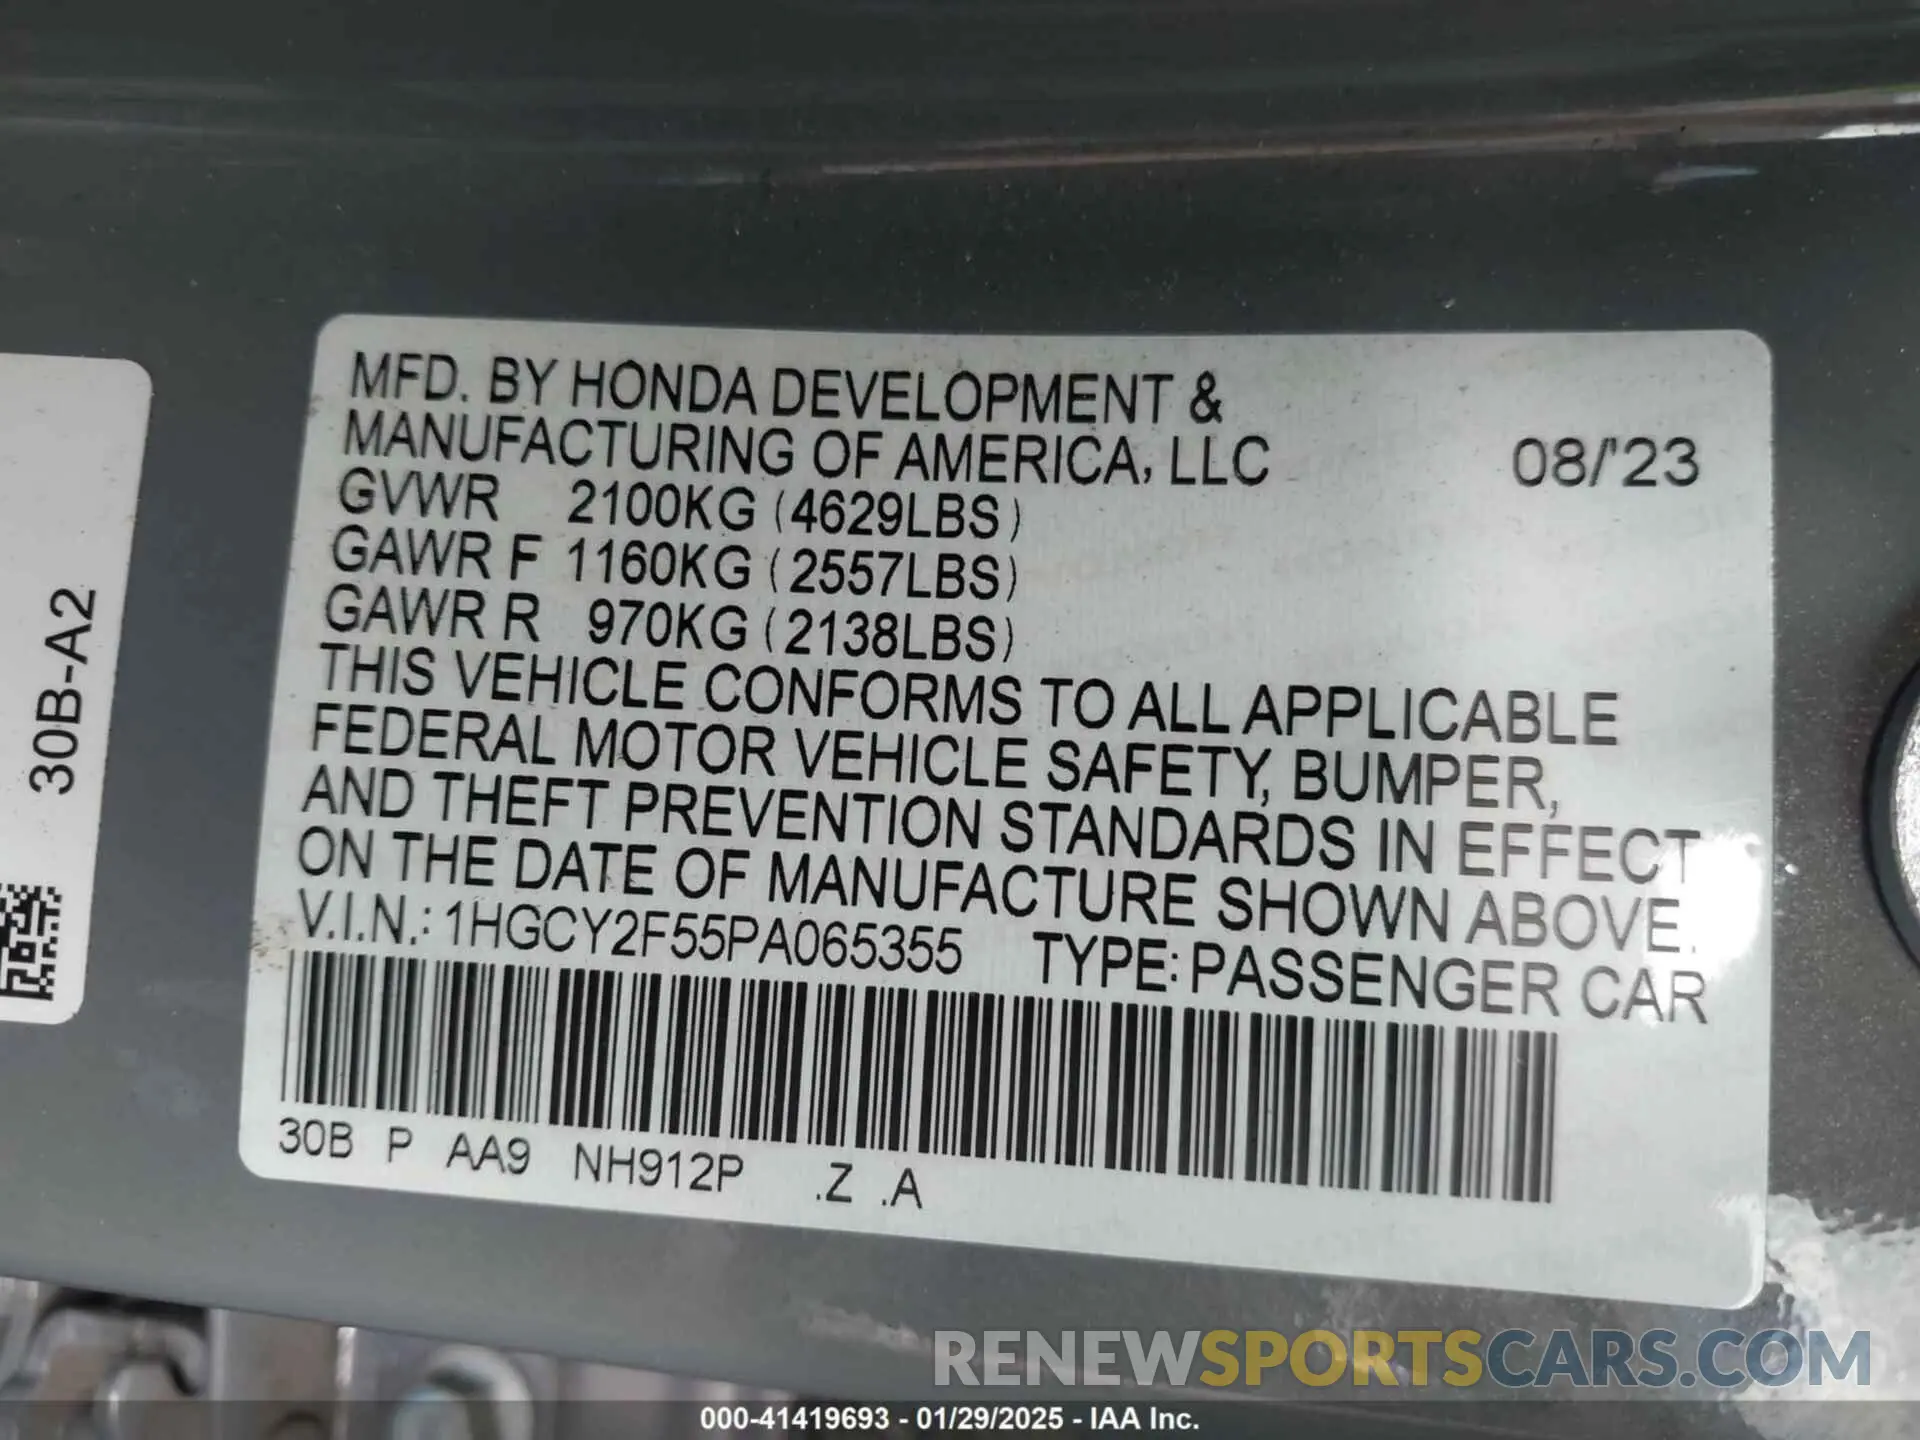 MFD. BY HONDA DEVELOPMENT &
MANUFACTURING OF AMERICA, LLC 08/'23
GVWR 2100KG (4629LBS)
GAWR F 1160KG (2557LBS)
GAWR R 970KG (2138LBS)
THIS VEHICLE CONFORMS TO ALL APPLICABLE
FEDERAL MOTOR VEHICLE SAFETY, BUMPER,
AND THEFT PREVENTION STANDARDS IN EFFECT
ON THE DATE OF MANUFACTURE SHOWN ABOVE.
V.I.N.: 1HGCY2F55PA065355 TYPE: PASSENGER CAR
30B P AA9 NH912P .Z .A
30B-A2
RENEWSPORTSCARS.COM
000-41419693 - 01/29/2025 - IAA Inc.